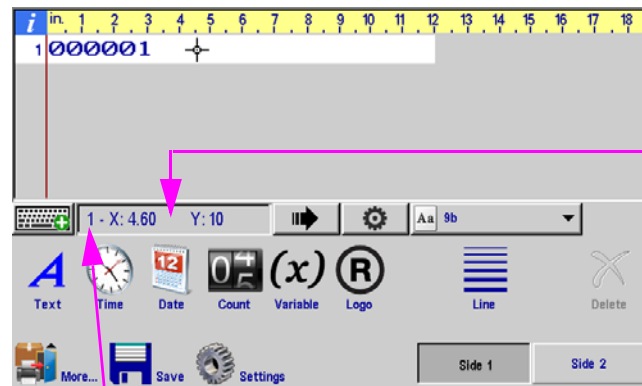 i in. 1 2 3 4 5 6 7 8 9 10 11 12 13 14 15 16 17 18
1 000001
1 - X: 4.60 Y: 10 Aa 9b
A 12 04 (x) R
Text Time Date Count Variable Logo Line Delete
More... Save Settings Side 1 Side 2